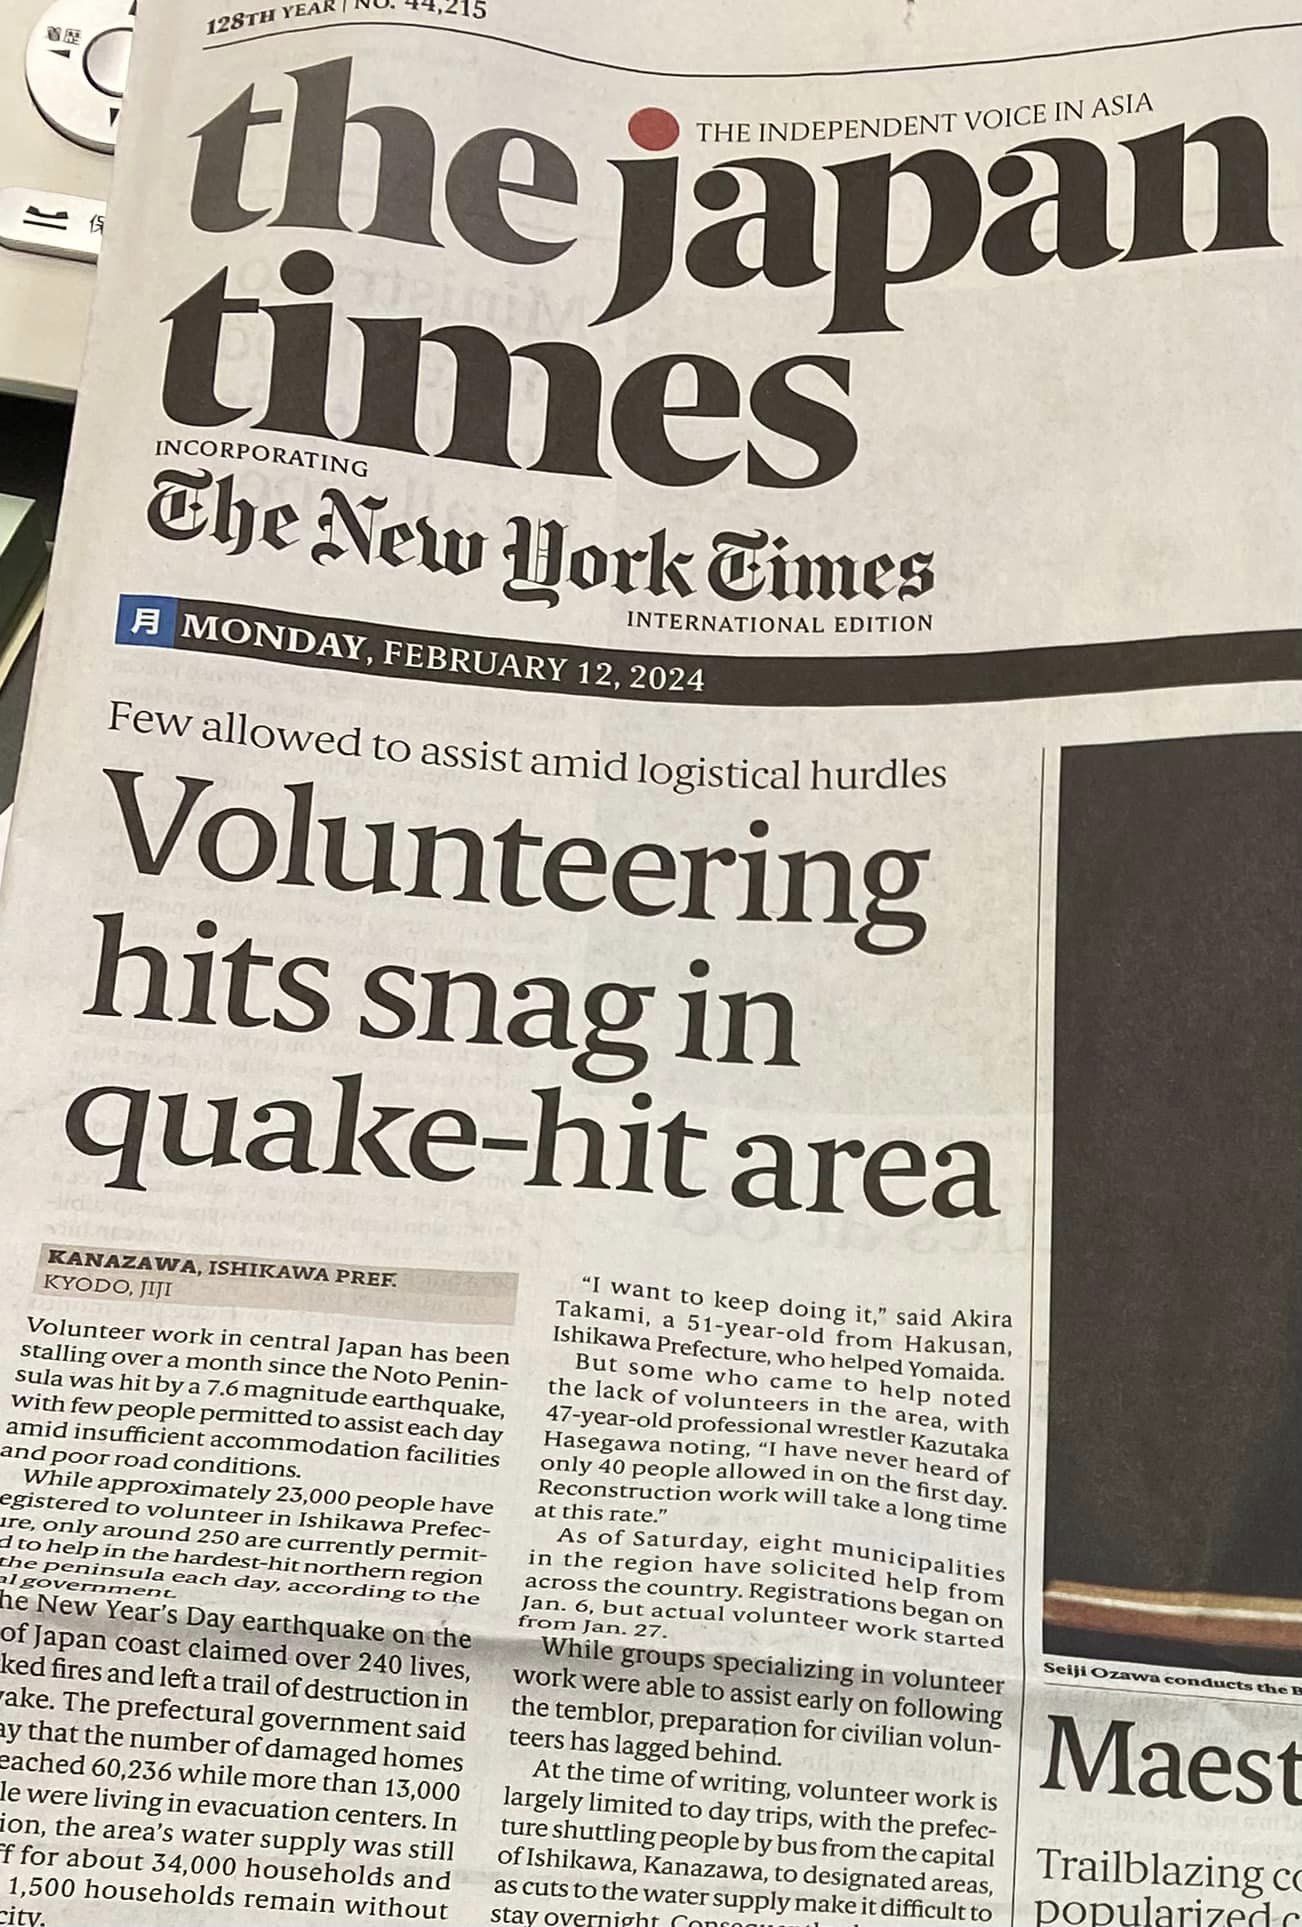 着歴
保
128TH YEAR | NO. 44,215
the japan
THE INDEPENDENT VOICE IN ASIA
times
INCORPORATING
The New York Times
INTERNATIONAL EDITION
月 MONDAY, FEBRUARY 12, 2024
Few allowed to assist amid logistical hurdles
Volunteering
hits snag in
quake-hit area
KANAZAWA, ISHIKAWA PREF.
KYODO, JIJI
Volunteer work in central Japan has been
stalling over a month since the Noto Penin-
sula was hit by a 7.6 magnitude earthquake,
with few people permitted to assist each day
amid insufficient accommodation facilities
and poor road conditions.
While approximately 23,000 people have
egistered to volunteer in Ishikawa Prefec-
ure, only around 250 are currently permit-
d to help in the hardest-hit northern region
the peninsula each day, according to the
al government.
he New Year's Day earthquake on the
of Japan coast claimed over 240 lives,
ked fires and left a trail of destruction in
ake. The prefectural government said
ay that the number of damaged homes
eached 60,236 while more than 13,000
le were living in evacuation centers. In
ion, the area's water supply was still
ff for about 34,000 households and
1,500 households remain without
city.
"I want to keep doing it," said Akira
Takami, a 51-year-old from Hakusan,
Ishikawa Prefecture, who helped Yomaida.
But some who came to help noted
the lack of volunteers in the area, with
47-year-old professional wrestler Kazutaka
Hasegawa noting, "I have never heard of
only 40 people allowed in on the first day.
Reconstruction work will take a long time
at this rate."
As of Saturday, eight municipalities
in the region have solicited help from
across the country. Registrations began on
Jan. 6, but actual volunteer work started
from Jan. 27.
While groups specializing in volunteer
work were able to assist early on following
the temblor, preparation for civilian volun-
teers has lagged behind.
At the time of writing, volunteer work is
largely limited to day trips, with the prefec-
ture shuttling people by bus from the capital
of Ishikawa, Kanazawa, to designated areas,
as cuts to the water supply make it difficult to
stay overnight.
Seiji Ozawa conducts the B
Maest
Trailblazing co
popularized c